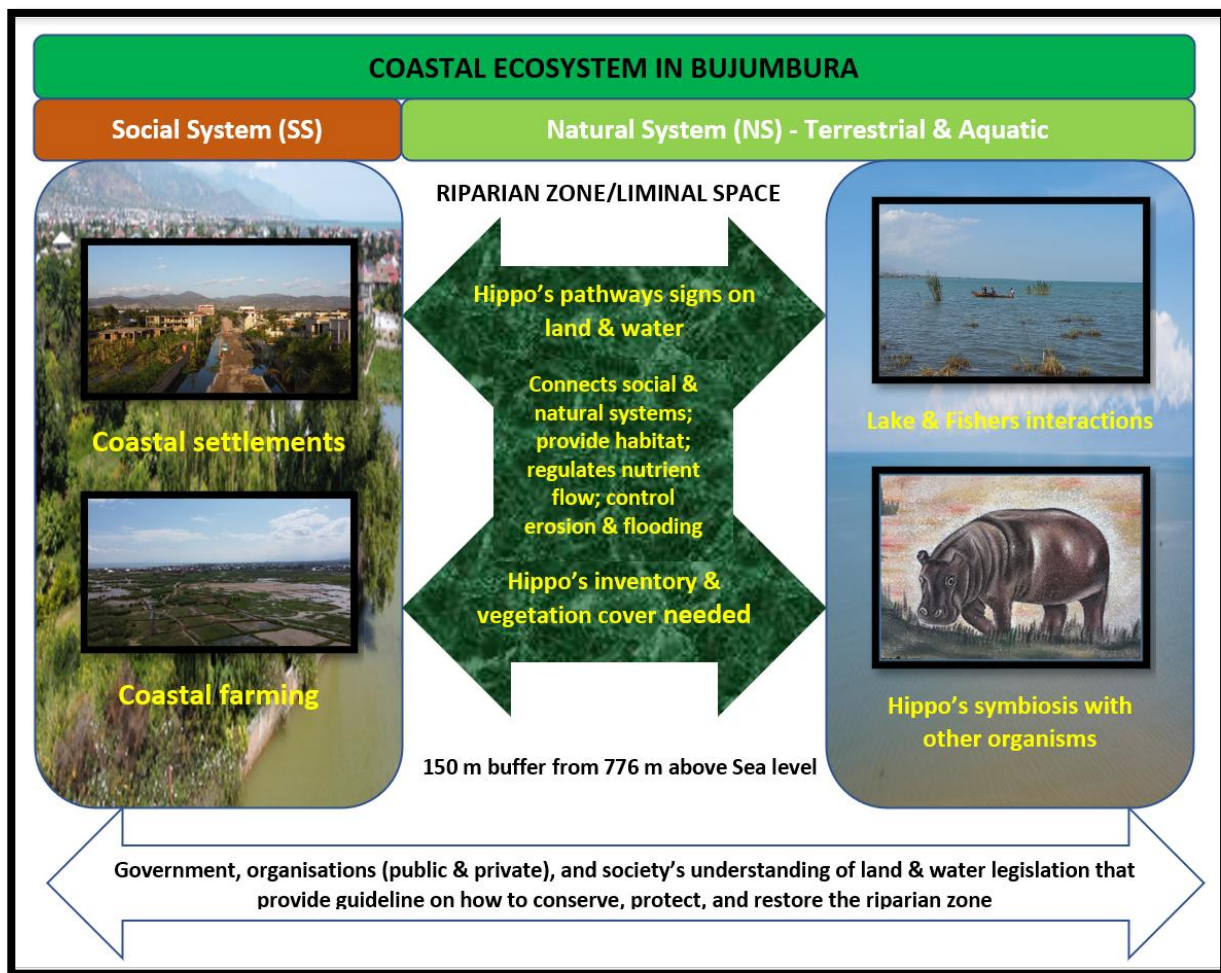 COASTAL ECOSYSTEM IN BUJUMBURA
Social System (SS)
Natural System (NS) - Terrestrial & Aquatic
RIPARIAN ZONE/LIMINAL SPACE
Coastal settlements
Coastal farming
Hippo’s pathways signs on
land & water
Connects social &
natural systems;
provide habitat;
regulates nutrient
flow; control
erosion & flooding
Hippo’s inventory &
vegetation cover needed
Lake & Fishers interactions
Hippo’s symbiosis with
other organisms
150 m buffer from 776 m above Sea level
Government, organisations (public & private), and society’s understanding of land & water legislation that
provide guideline on how to conserve, protect, and restore the riparian zone